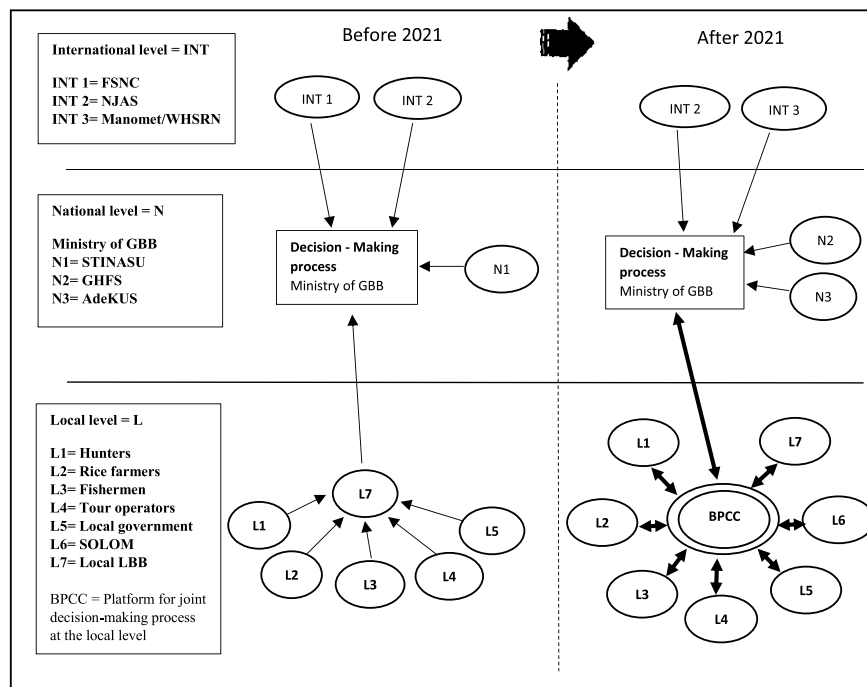 International level = INT
INT 1= FSNC
INT 2= NJAS
INT 3= Manomet/WHSRN
National level = N
Ministry of GBB
N1= STINASU
N2= GHFS
N3= AdeKUS
Local level = L
L1= Hunters
L2= Rice farmers
L3= Fishermen
L4= Tour operators
L5= Local government
L6= SOLOM
L7= Local LBB
BPCC = Platform for joint
decision-making process
at the local level
Before 2021
INT 1
INT 2
Decision - Making
process
Ministry of GBB
N1
L7
L1
L2
L3
L4
L5
After 2021
INT 2
INT 3
Decision - Making
process
Ministry of GBB
N2
N3
L1
L7
L2
BPCC
L6
L3
L4
L5